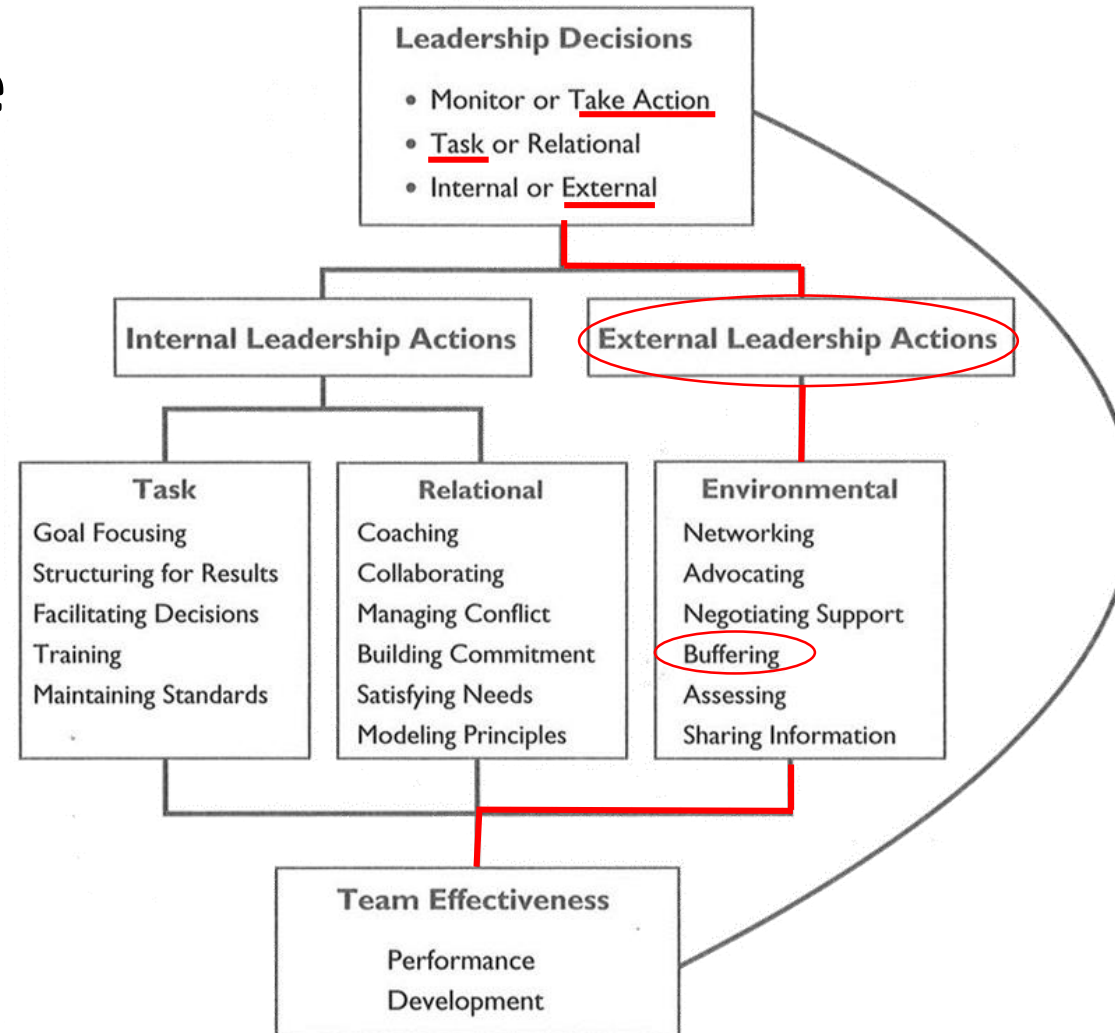 e
Leadership Decisions
• Monitor or Take Action
• Task or Relational
• Internal or External
Internal Leadership Actions
External Leadership Actions
Task
Goal Focusing
Structuring for Results
Facilitating Decisions
Training
Maintaining Standards
Relational
Coaching
Collaborating
Managing Conflict
Building Commitment
Satisfying Needs
Modeling Principles
Environmental
Networking
Advocating
Negotiating Support
Buffering
Assessing
Sharing Information
Team Effectiveness
Performance
Development